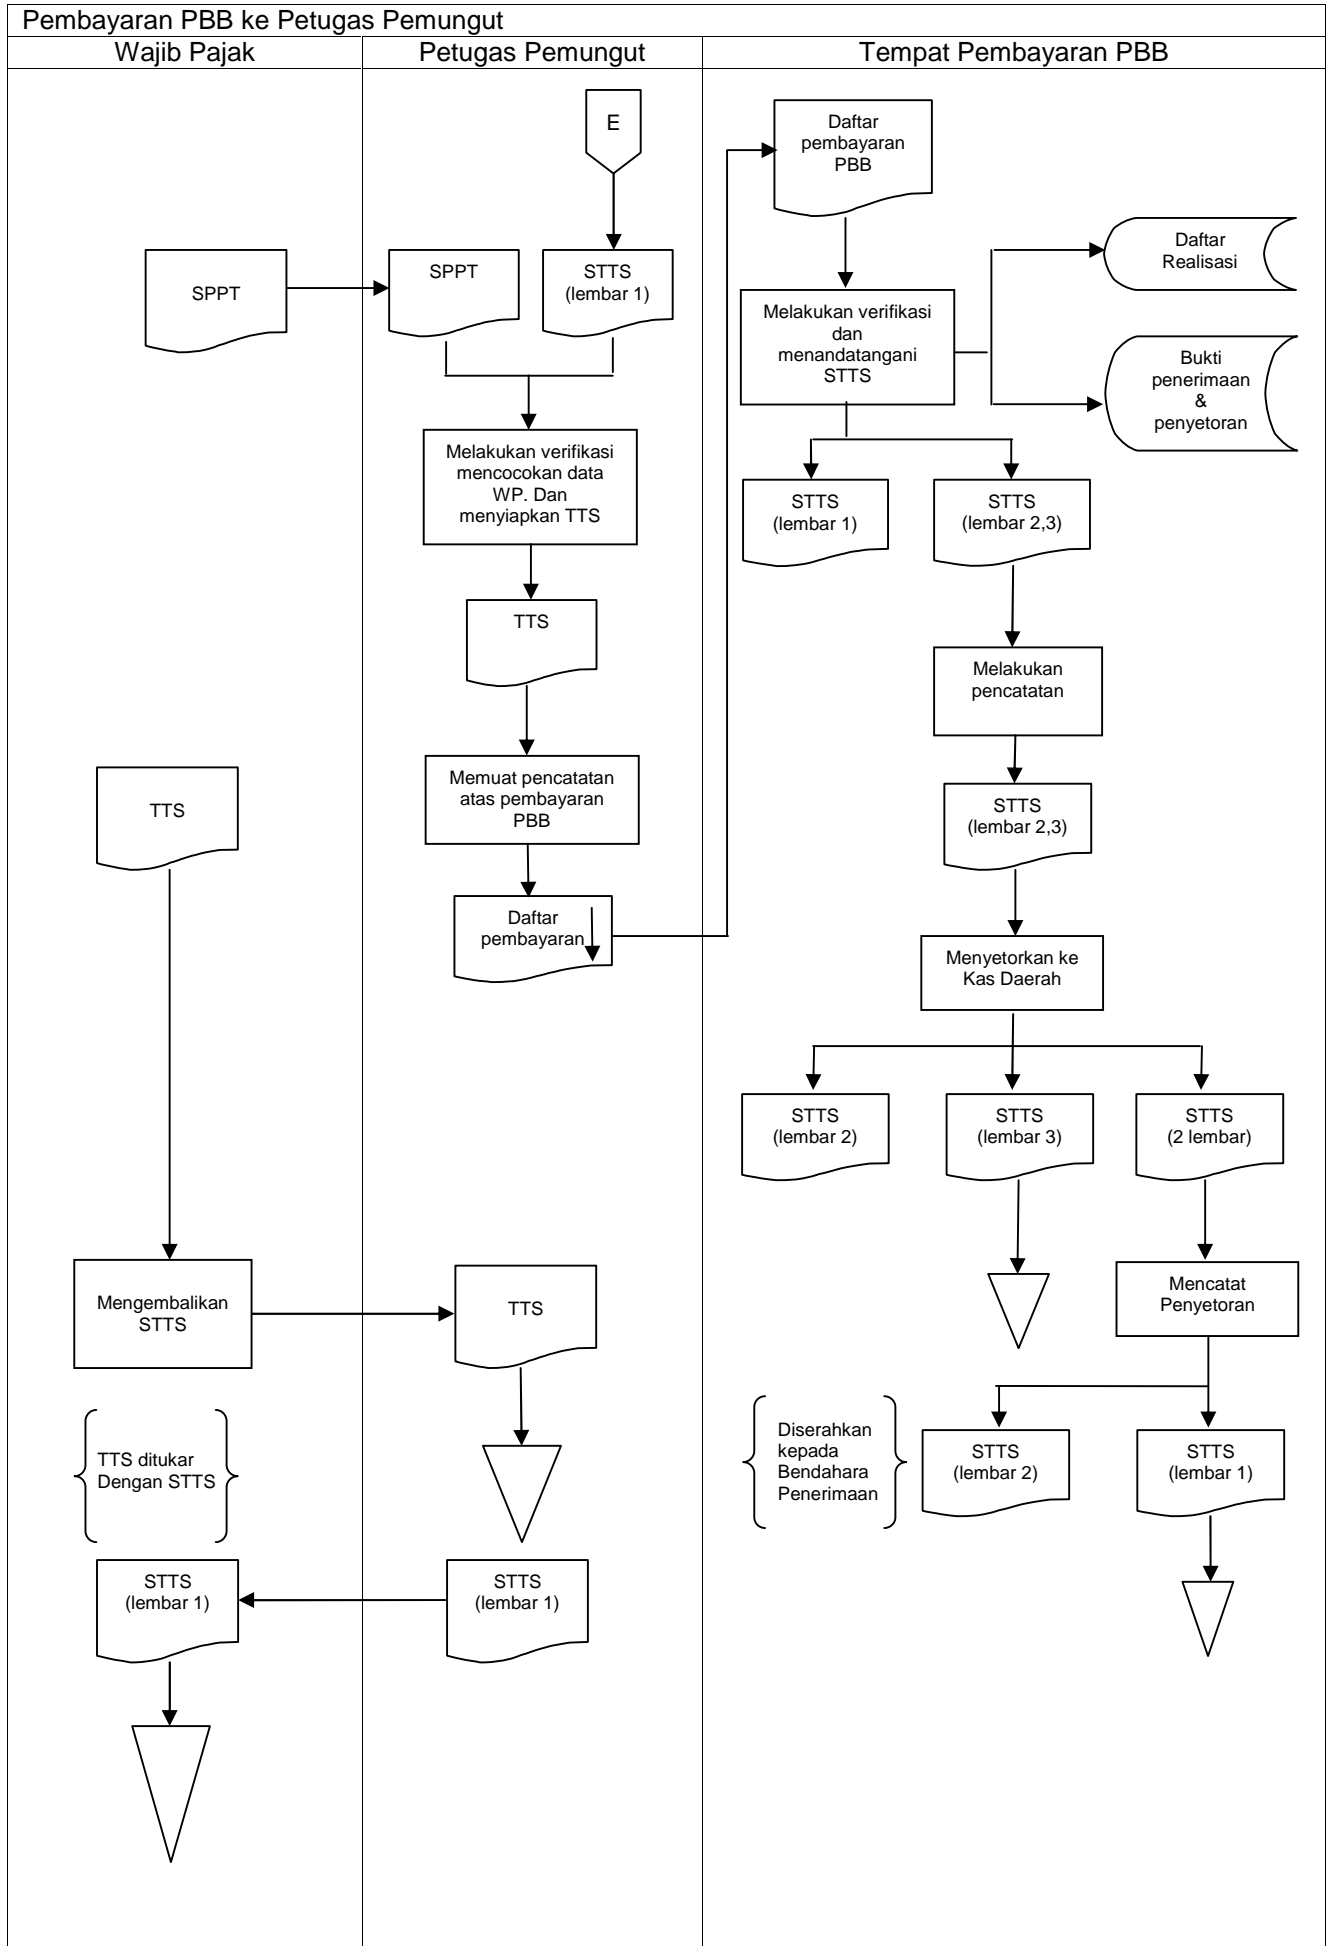 Pembayaran PBB ke Petugas Pemungut
Wajib Pajak
Petugas Pemungut
Tempat Pembayaran PBB
SPPT
TTS
Mengembalikan
STTS
TTS ditukar
Dengan STTS
STTS
(lembar 1)
E
SPPT
STTS
(lembar 1)
Melakukan verifikasi
mencocokan data
WP. Dan
menyiapkan TTS
TTS
Memuat pencatatan
atas pembayaran
PBB
Daftar
pembayaran
TTS
STTS
(lembar 1)
Daftar
pembayaran
PBB
Melakukan verifikasi
dan
menandatangani
STTS
Daftar
Realisasi
Bukti
penerimaan
&
penyetoran
STTS
(lembar 1)
STTS
(lembar 2,3)
Melakukan
pencatatan
STTS
(lembar 2,3)
Menyetorkan ke
Kas Daerah
STTS
(lembar 2)
STTS
(lembar 3)
STTS
(2 lembar)
Mencatat
Penyetoran
Diserahkan
kepada
Bendahara
Penerimaan
STTS
(lembar 2)
STTS
(lembar 1)